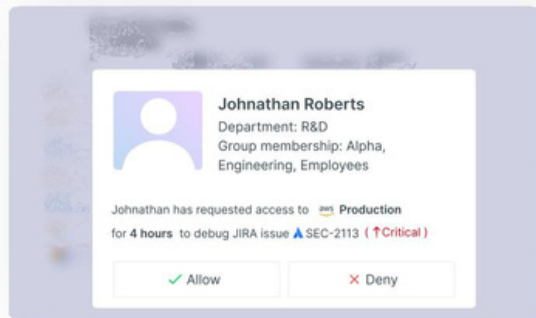 Johnathan Roberts
Department: R&D
Group membership: Alpha,
Engineering, Employees
Johnathan has requested access to aws Production
for 4 hours to debug JIRA issue SEC-2113 (↑Critical)
Allow
Deny